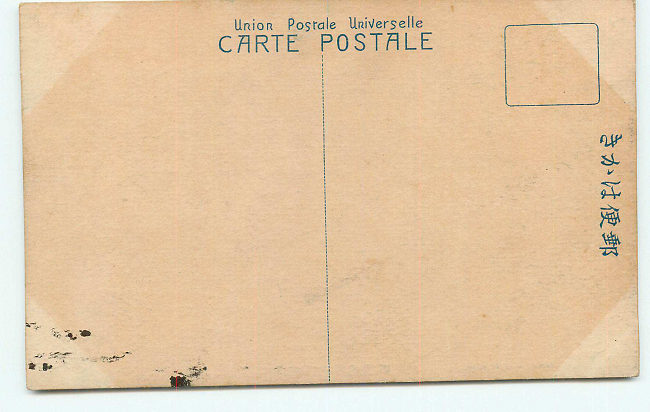 Union Postale Universelle
CARTE POSTALE
郵便はかき